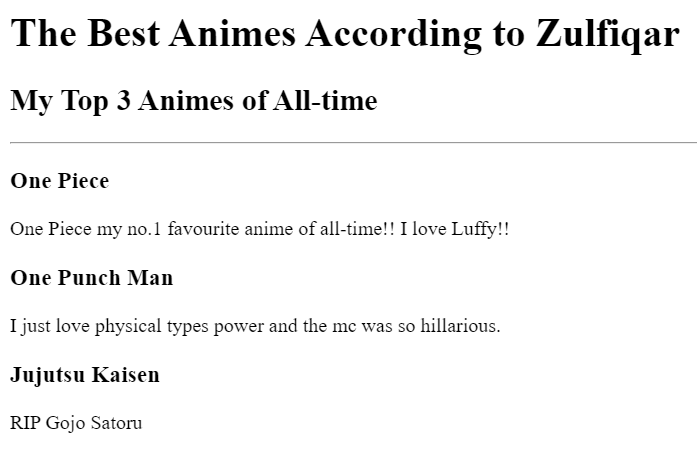 The Best Animes According to Zulfiqar
My Top 3 Animes of All-time
One Piece
One Piece my no.1 favourite anime of all-time!! I love Luffy!!
One Punch Man
I just love physical types power and the mc was so hillarious.
Jujutsu Kaisen
RIP Gojo Satoru